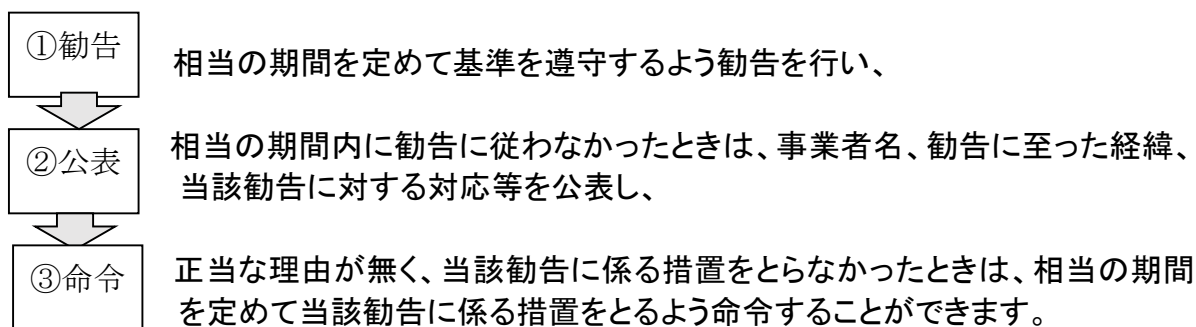 ①勧告
相当の期間を定めて基準を遵守するよう勧告を行い、
②公表
相当の期間内に勧告に従わなかったときは、事業者名、勧告に至った経緯、
当該勧告に対する対応等を公表し、
③命令
正当な理由が無く、当該勧告に係る措置をとらなかったときは、相当の期間
を定めて当該勧告に係る措置をとるよう命令することができます。